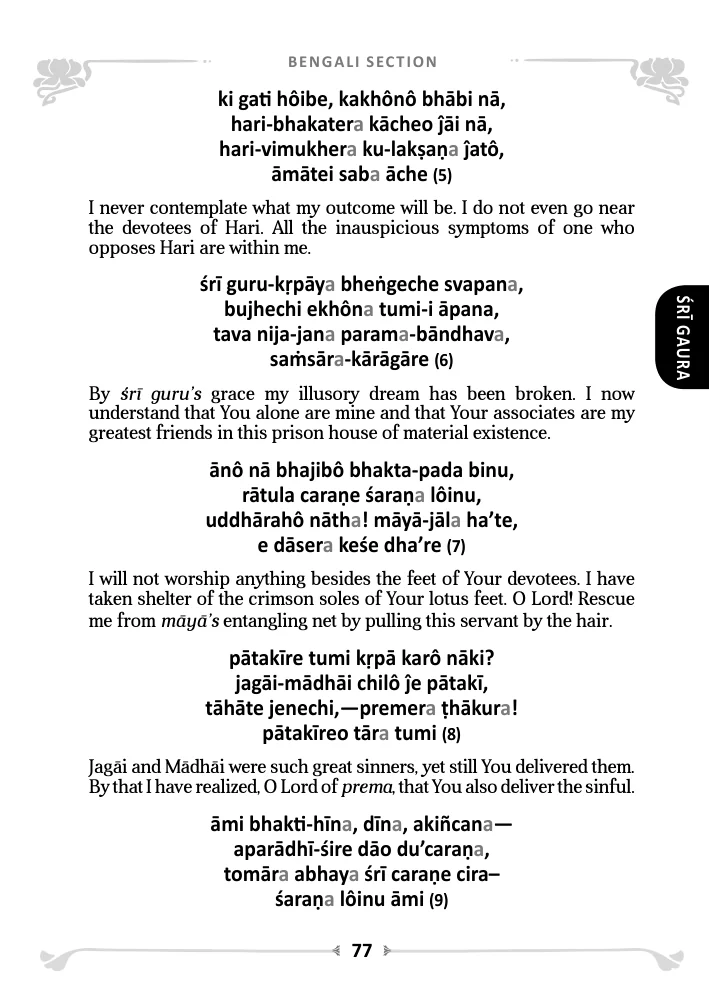 BENGALI SECTION
ki gati hôibe, kakhônô bhābi nā,
hari-bhakatera kācheo ĵāi nā,
hari-vimukhera ku-lakṣaṇa ĵatô,
āmātei saba āche (5)
I never contemplate what my outcome will be. I do not even go near
the devotees of Hari. All the inauspicious symptoms of one who
opposes Hari are within me.
śrī guru-kṛpāya bheṅgeche svapana,
bujhechi ekhôna tumi-i āpana,
tava nija-jana parama-bāndhava,
saṁsāra-kārāgāre (6)
ŚRĪ GAURA
By śrī guru's grace my illusory dream has been broken. I now
understand that You alone are mine and that Your associates are my
greatest friends in this prison house of material existence.
ānô nā bhajibô bhakta-pada binu,
rātula caraṇe śaraṇa lôinu,
uddhārahô nātha! māyā-jāla ha’te,
e dāsera keśe dha’re (7)
I will not worship anything besides the feet of Your devotees. I have
taken shelter of the crimson soles of Your lotus feet. O Lord! Rescue
me from māyā’s entangling net by pulling this servant by the hair.
pātakīre tumi kṛpā karô nāki?
jagāi-mādhāi chilô ĵe pātakī,
tāhāte jenechi,—premera ṭhākura!
pātakīreo tāra tumi (8)
Jagāi and Mādhāi were such great sinners, yet still You delivered them.
By that I have realized, O Lord of prema, that You also deliver the sinful.
āmi bhakti-hīna, dīna, akiñcana—
aparādhī-śire dāo du’caraṇa,
tomāra abhaya śrī caraṇe cira–
śaraṇa lôinu āmi (9)
77